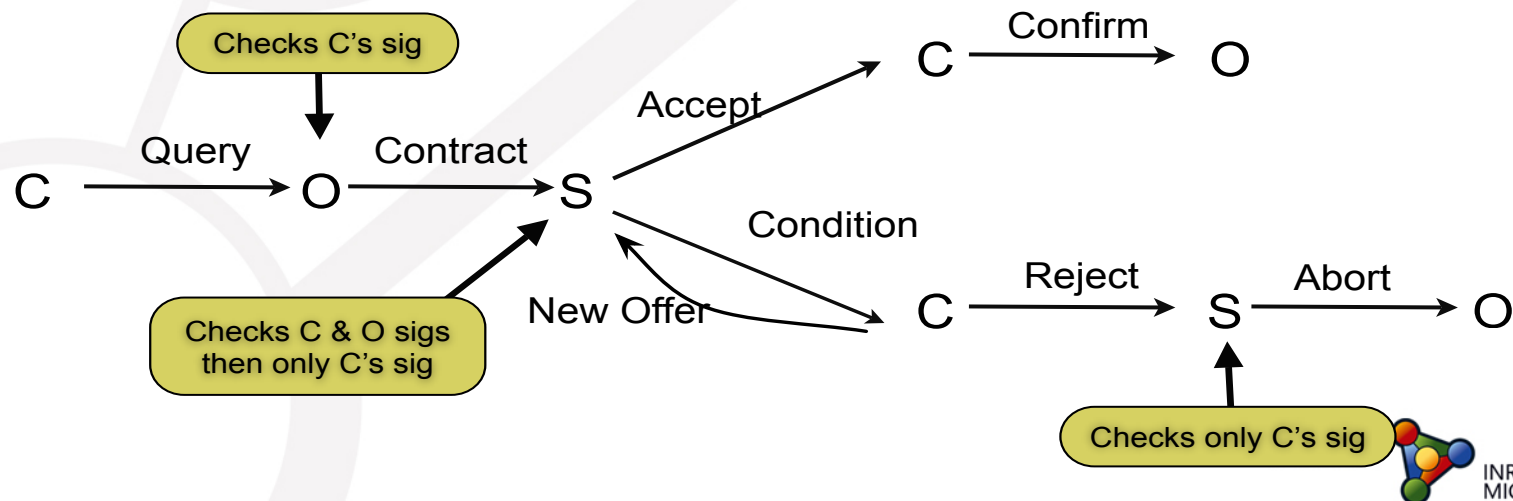 Checks C's sig
Confirm
C
O
Accept
Query
Contract
C
O
S
Condition
New Offer
Reject
Abort
C
S
O
Checks C & O sigs
then only C's sig
Checks only C's sig